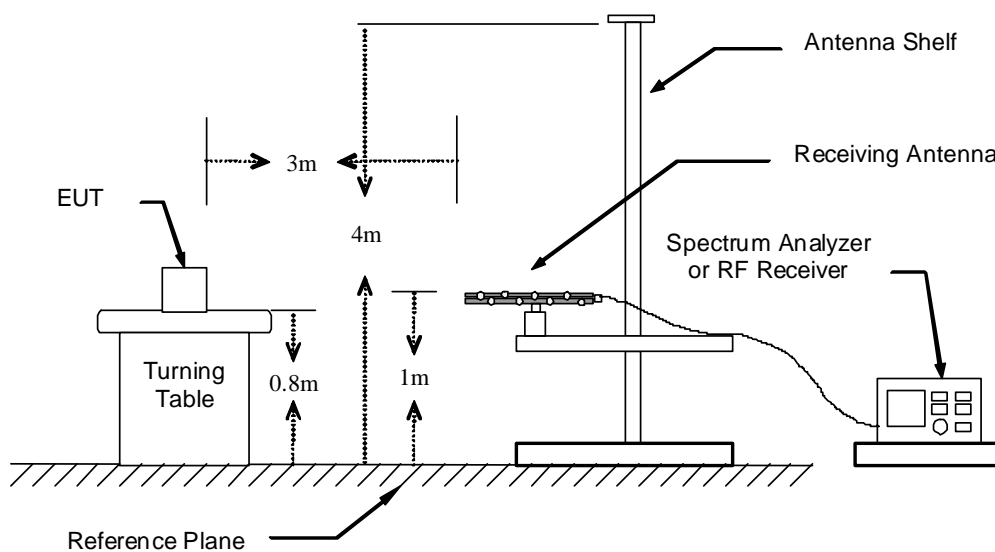 Antenna Shelf
3m
Receiving Antenna
EUT
4m
Spectrum Analyzer
or RF Receiver
Turning
Table
0.8m
1m
Reference Plane